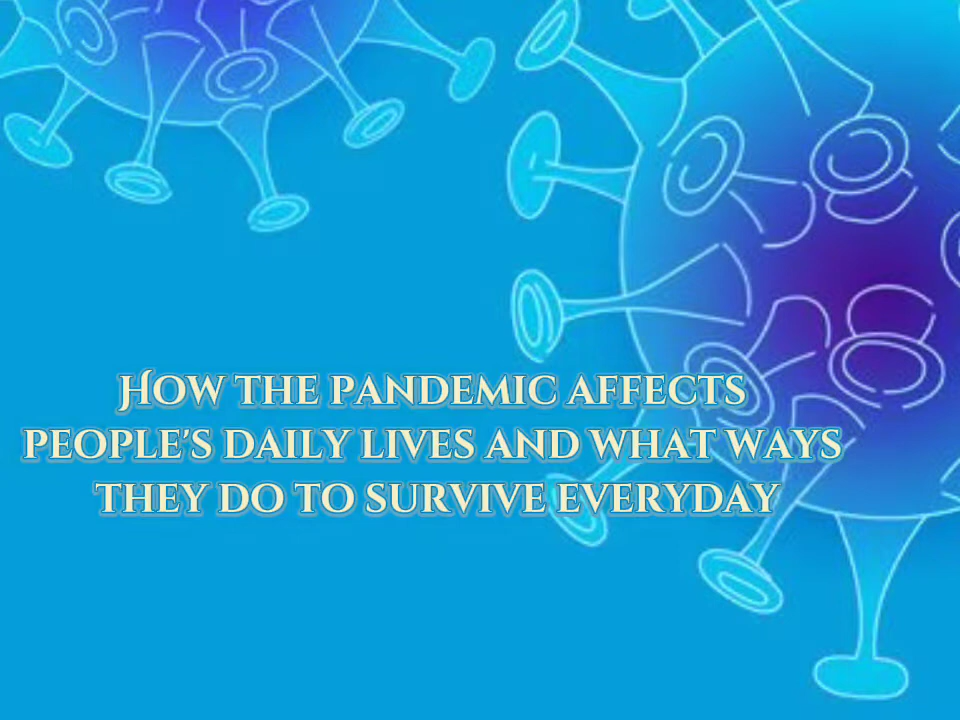 How the pandemic affects
people's daily lives and what ways
they do to survive everyday